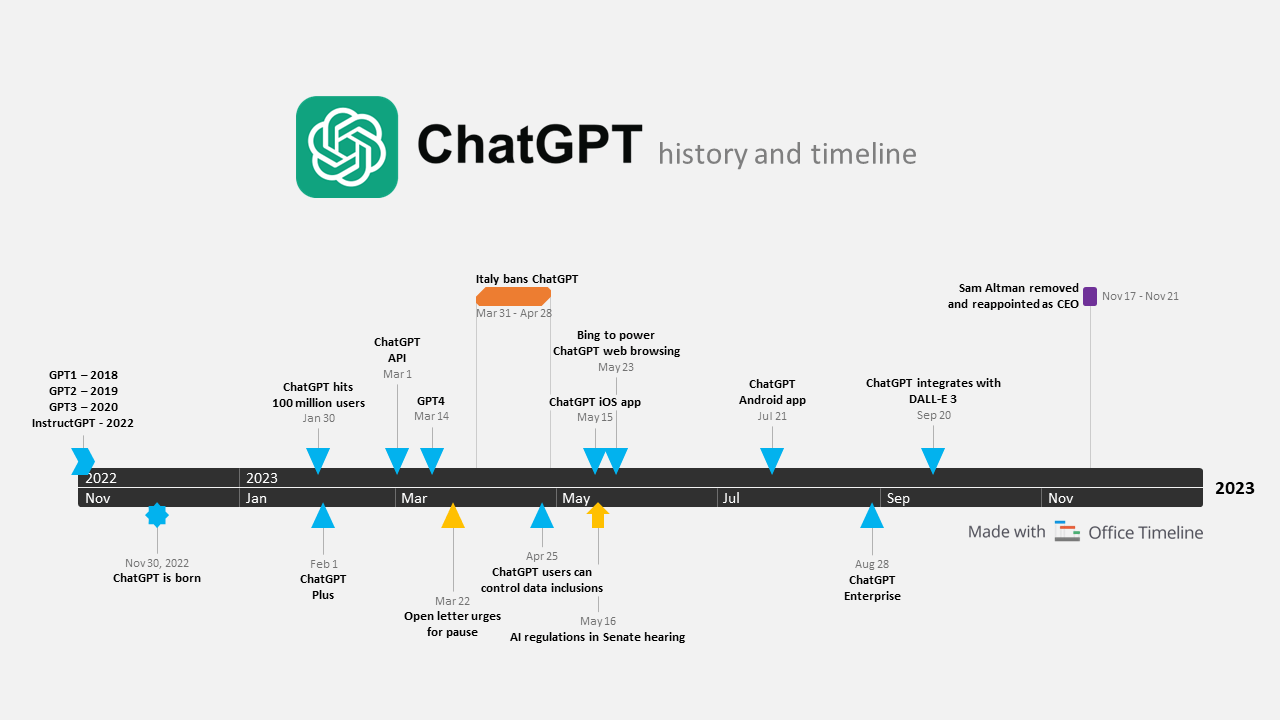 ChatGPT history and timeline
Italy bans ChatGPT
Mar 31 - Apr 28
Sam Altman removed
and reappointed as CEO
Nov 17 - Nov 21
Bing to power
ChatGPT web browsing
May 23
ChatGPT
API
Mar 1
GPT1 – 2018
GPT2 – 2019
GPT3 – 2020
InstructGPT - 2022
ChatGPT hits
100 million users
Jan 30
GPT4
Mar 14
ChatGPT iOS app
May 15
ChatGPT
Android app
Jul 21
ChatGPT integrates with
DALL-E 3
Sep 20
2022 2023
Nov Jan Mar May Jul Sep Nov
2023
Made with Office Timeline
Nov 30, 2022
ChatGPT is born
Feb 1
ChatGPT
Plus
Mar 22
Open letter urges
for pause
Apr 25
ChatGPT users can
control data inclusions
May 16
AI regulations in Senate hearing
Aug 28
ChatGPT
Enterprise